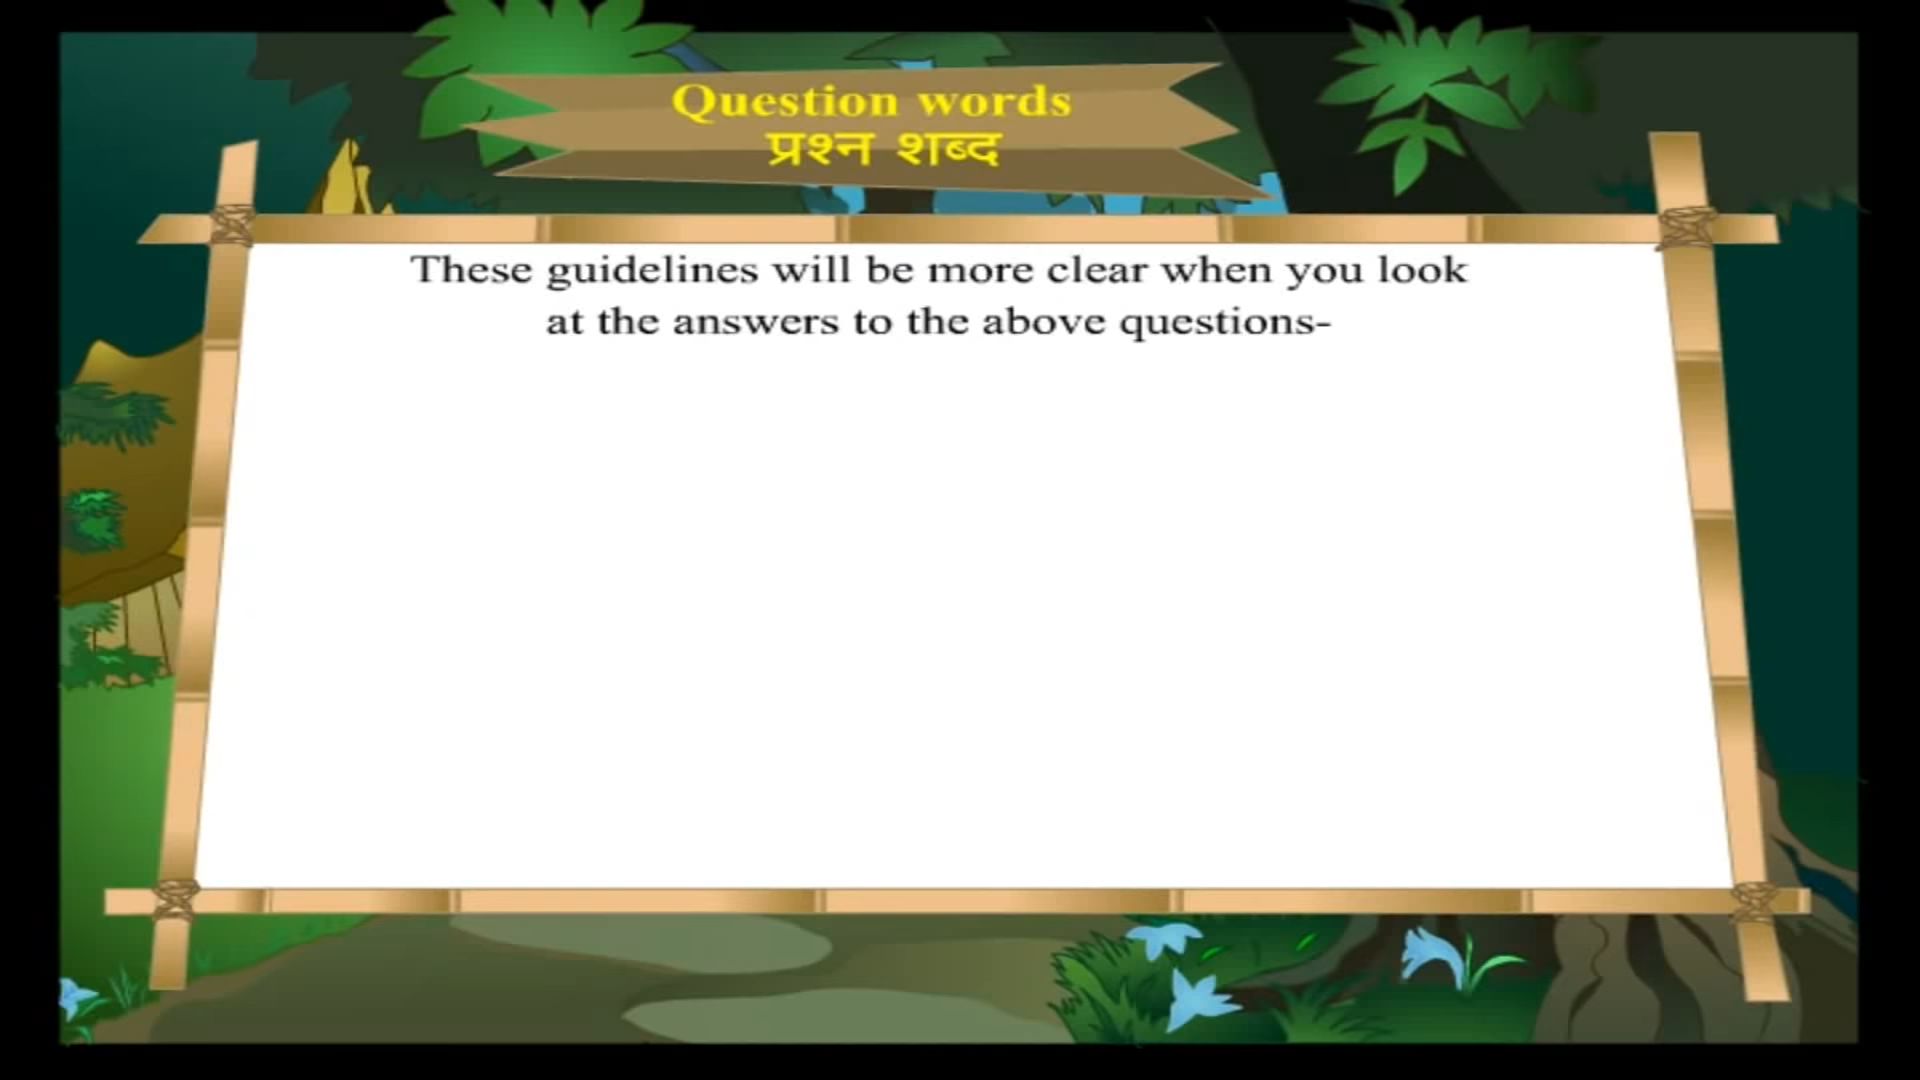 Question words
प्रश्न शब्द
These guidelines will be more clear when you look
at the answers to the above questions-